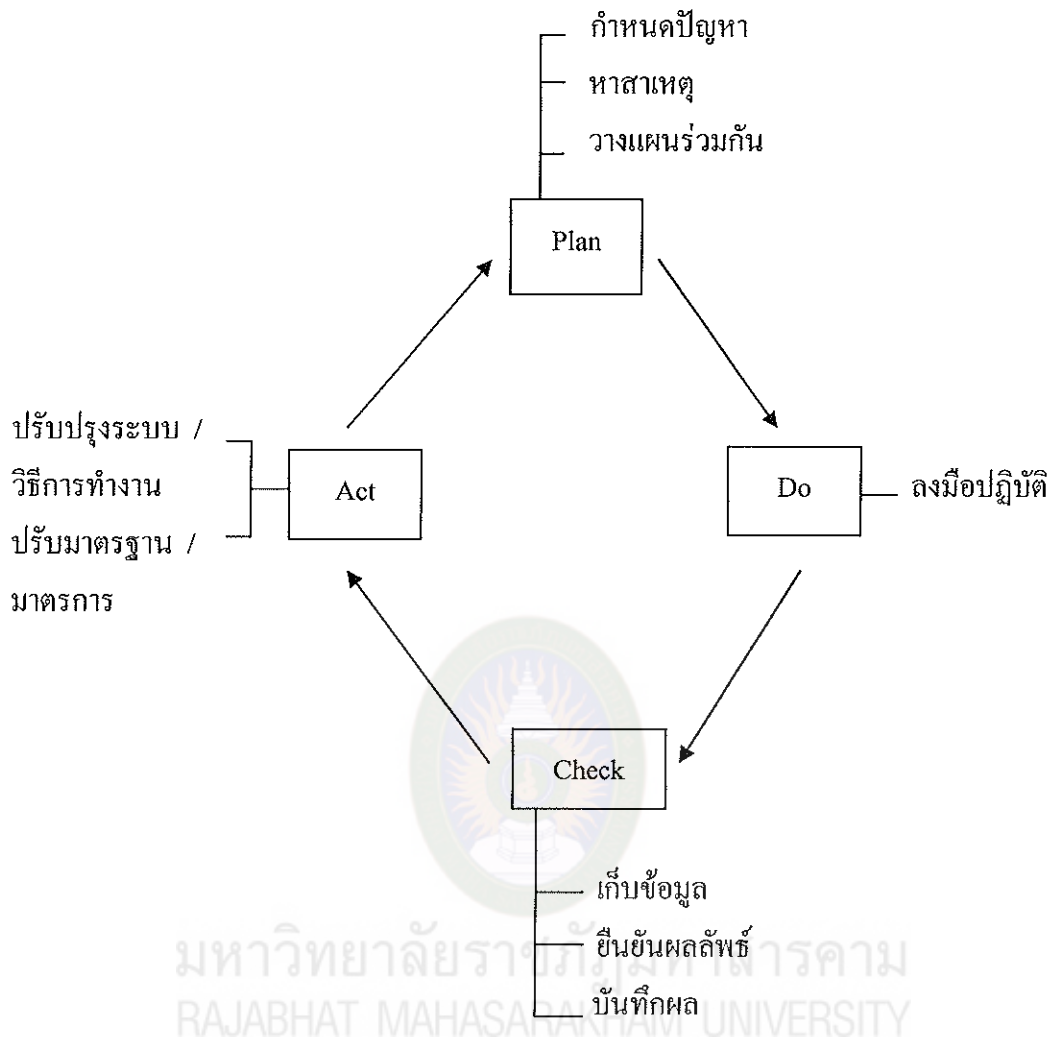 กำหนดปัญหา
หาสาเหตุ
วางแผนร่วมกัน
Plan
ปรับปรุงระบบ /
วิธีการทำงาน
ปรับมาตรฐาน /
มาตรการ
Act
Do
ลงมือปฏิบัติ
Check
เก็บข้อมูล
ยืนยันผลลัพธ์
บันทึกผล
มหาวิทยาลัยราชภัฏมหาสารคาม
RAJABHAT MAHASARAKHAM UNIVERSITY